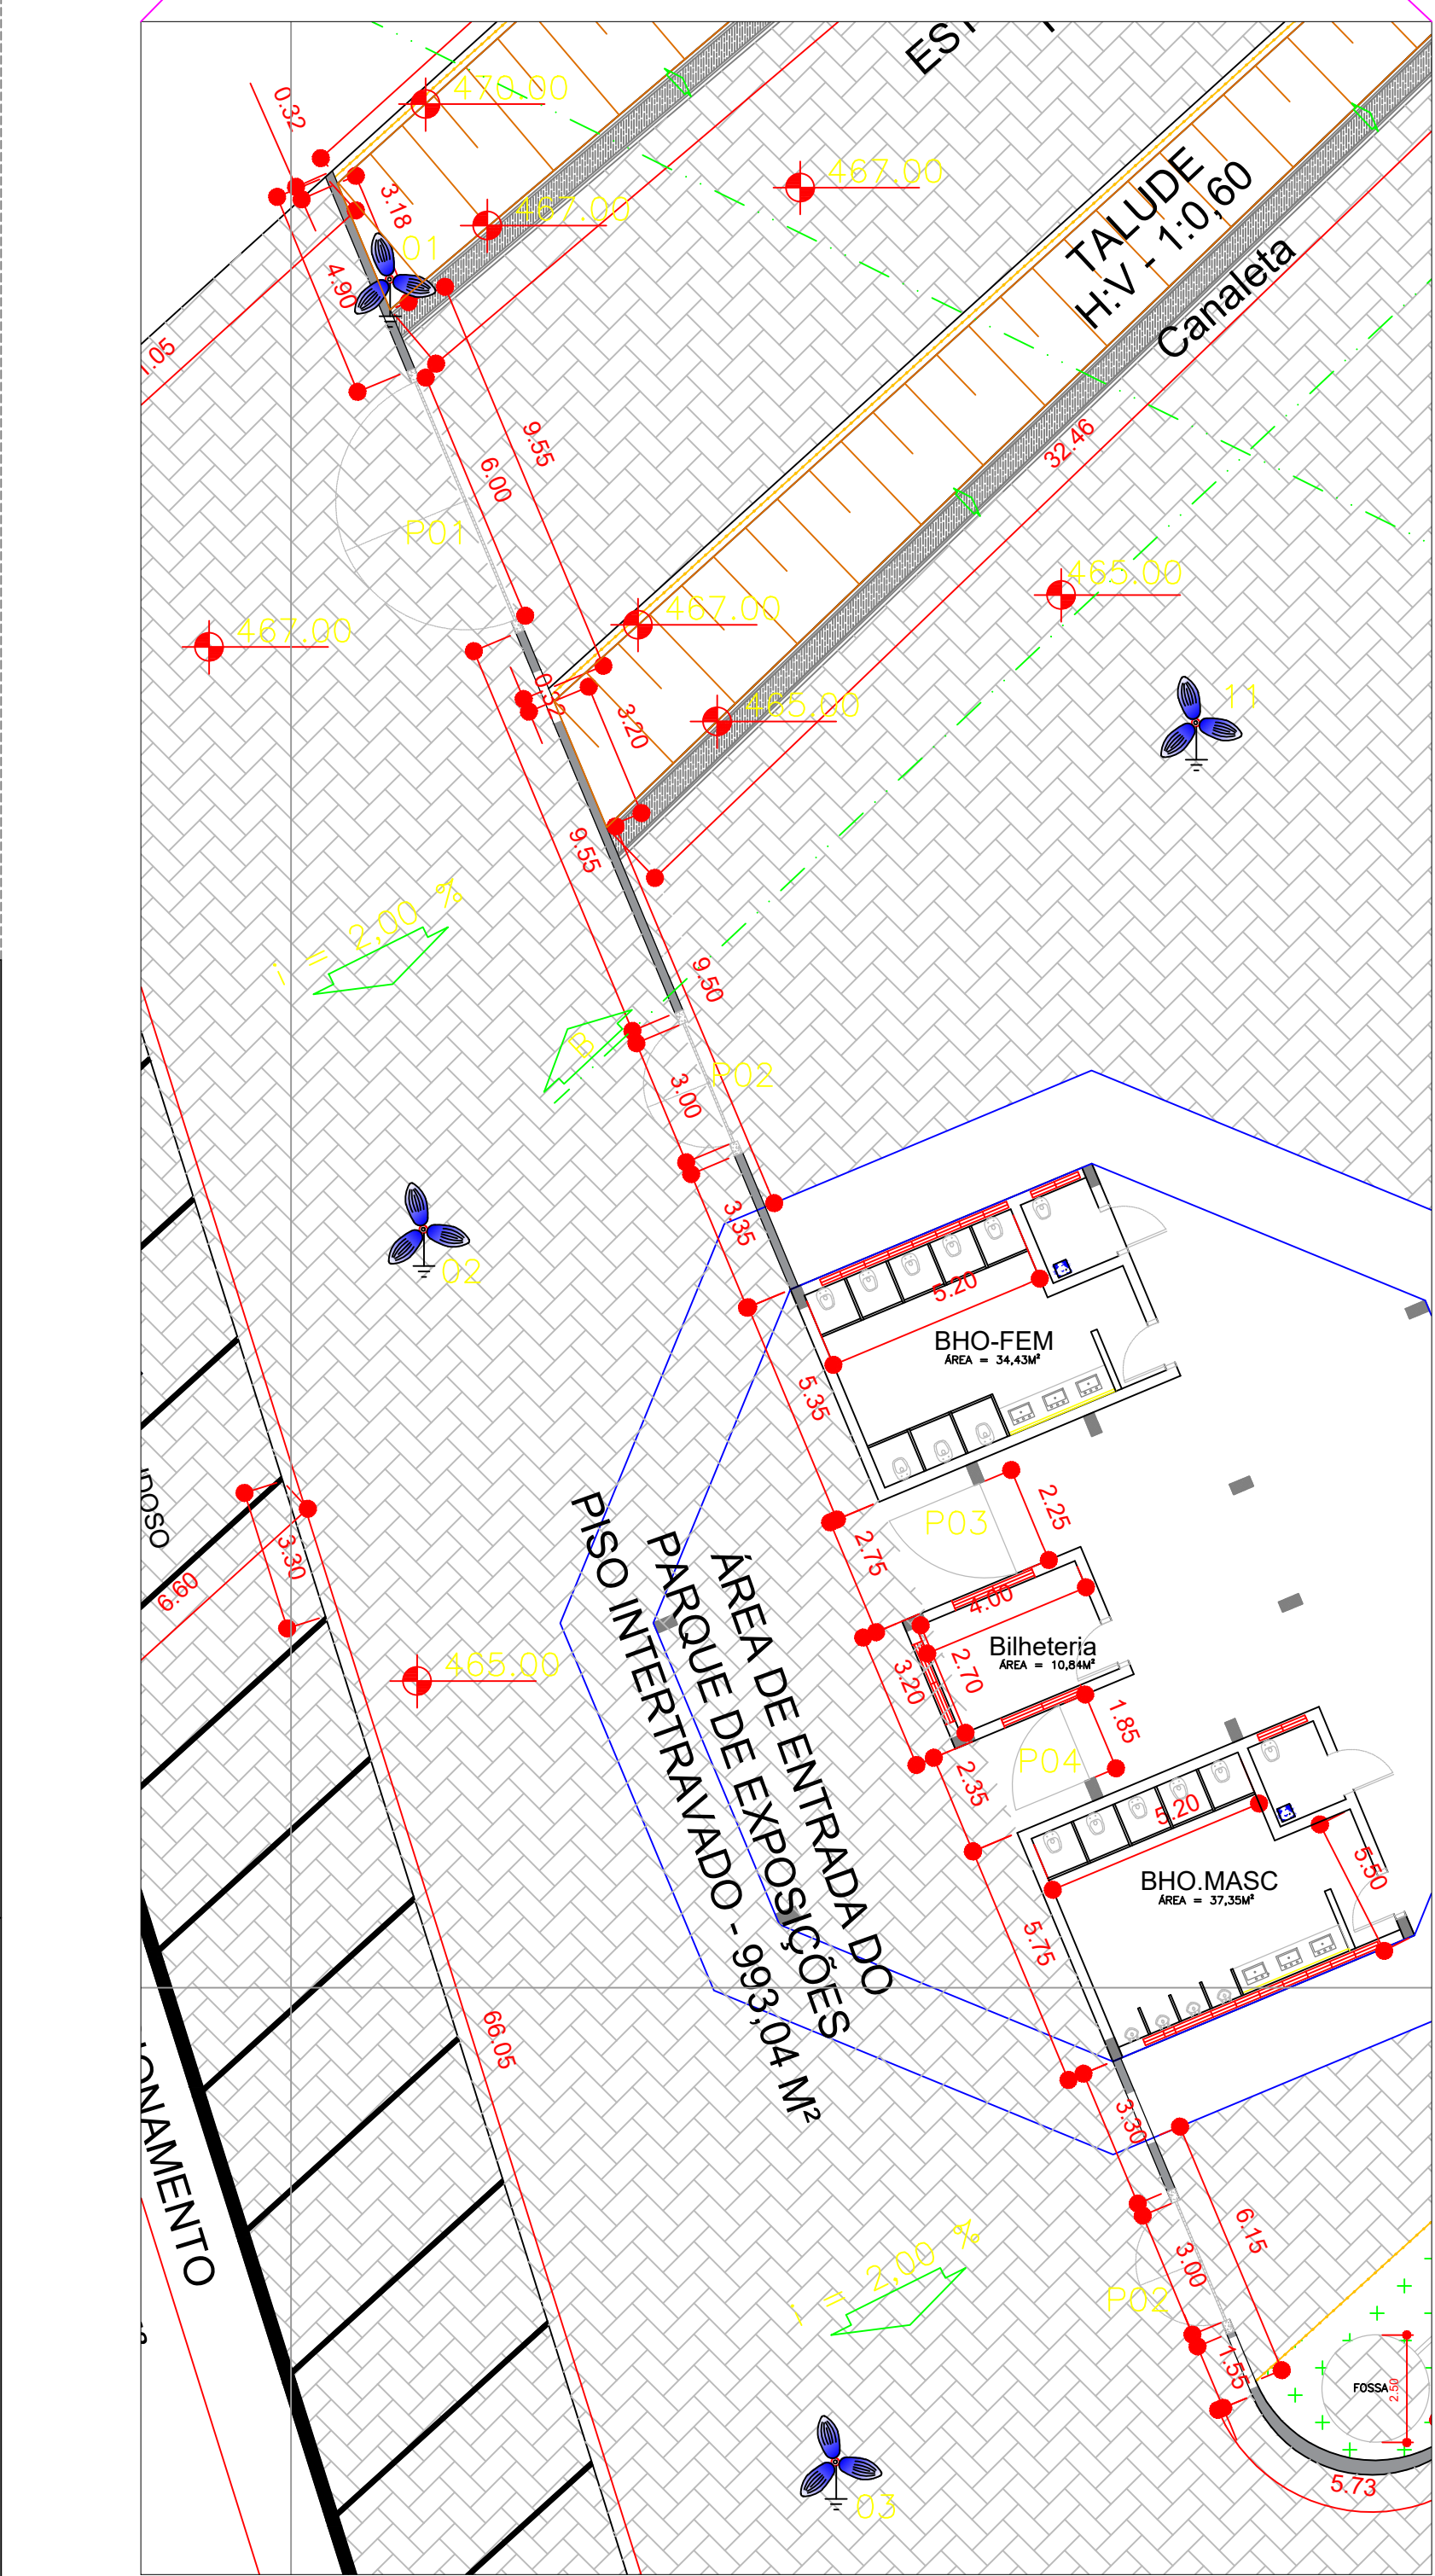 470.00
0.32
467.00
3.18
467.00
01
4.90
TALUDE
H:V - 1:0,60
Canaleta
1.05
9.55
6.00
32.46
P01
465.00
467.00
467.00
0.32
3.20
465.00
11
9.55
i = 2,00 %
9.50
B
P02
3.00
3.35
02
5.20
BHO-FEM
ÁREA = 34,43M²
5.35
2.25
P03
2.75
3.30
6.60
4.00
Bilheteria
ÁREA = 10,84M²
2.70
3.20
465.00
1.85
P04
2.35
ÁREA DE ENTRADA DO
PARQUE DE EXPOSIÇÕES
PISO INTERTRAVADO - 993,04 M²
5.20
BHO.MASC
ÁREA = 37,35M²
5.50
5.75
66.05
3.30
6.15
i = 2,00 %
3.00
P02
1.55
FOSSA
2.50
5.73
03